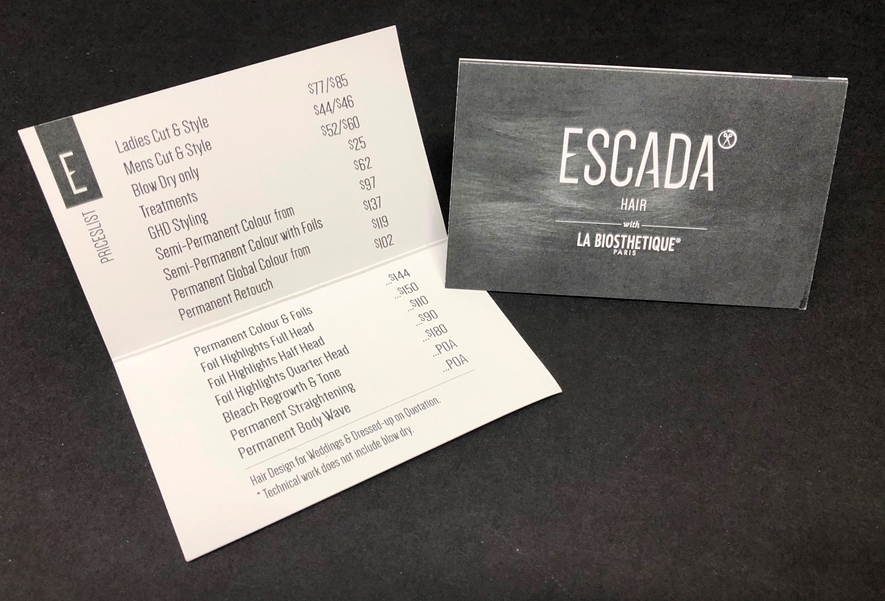 E
PRICESLIST
Ladies Cut & Style $77/$85
Mens Cut & Style $44/$46
Blow Dry only $52/$60
Treatments $25
GHD Styling $62
Semi-Permanent Colour from $97
Semi-Permanent Colour with Foils $137
Permanent Global Colour from $119
Permanent Retouch $102
Permanent Colour & Foils ...$144
Foil Highlights Full Head ...$150
Foil Highlights Half Head ...$110
Foil Highlights Quarter Head ...$90
Bleach Regrowth & Tone ...$180
Permanent Straightening ...POA
Permanent Body Wave ...POA
Hair Design for Weddings & Dressed-up on Quotation.
* Technical work does not include blow dry.
ESCADA
HAIR
with
LA BIOSTHETIQUE®
PARIS